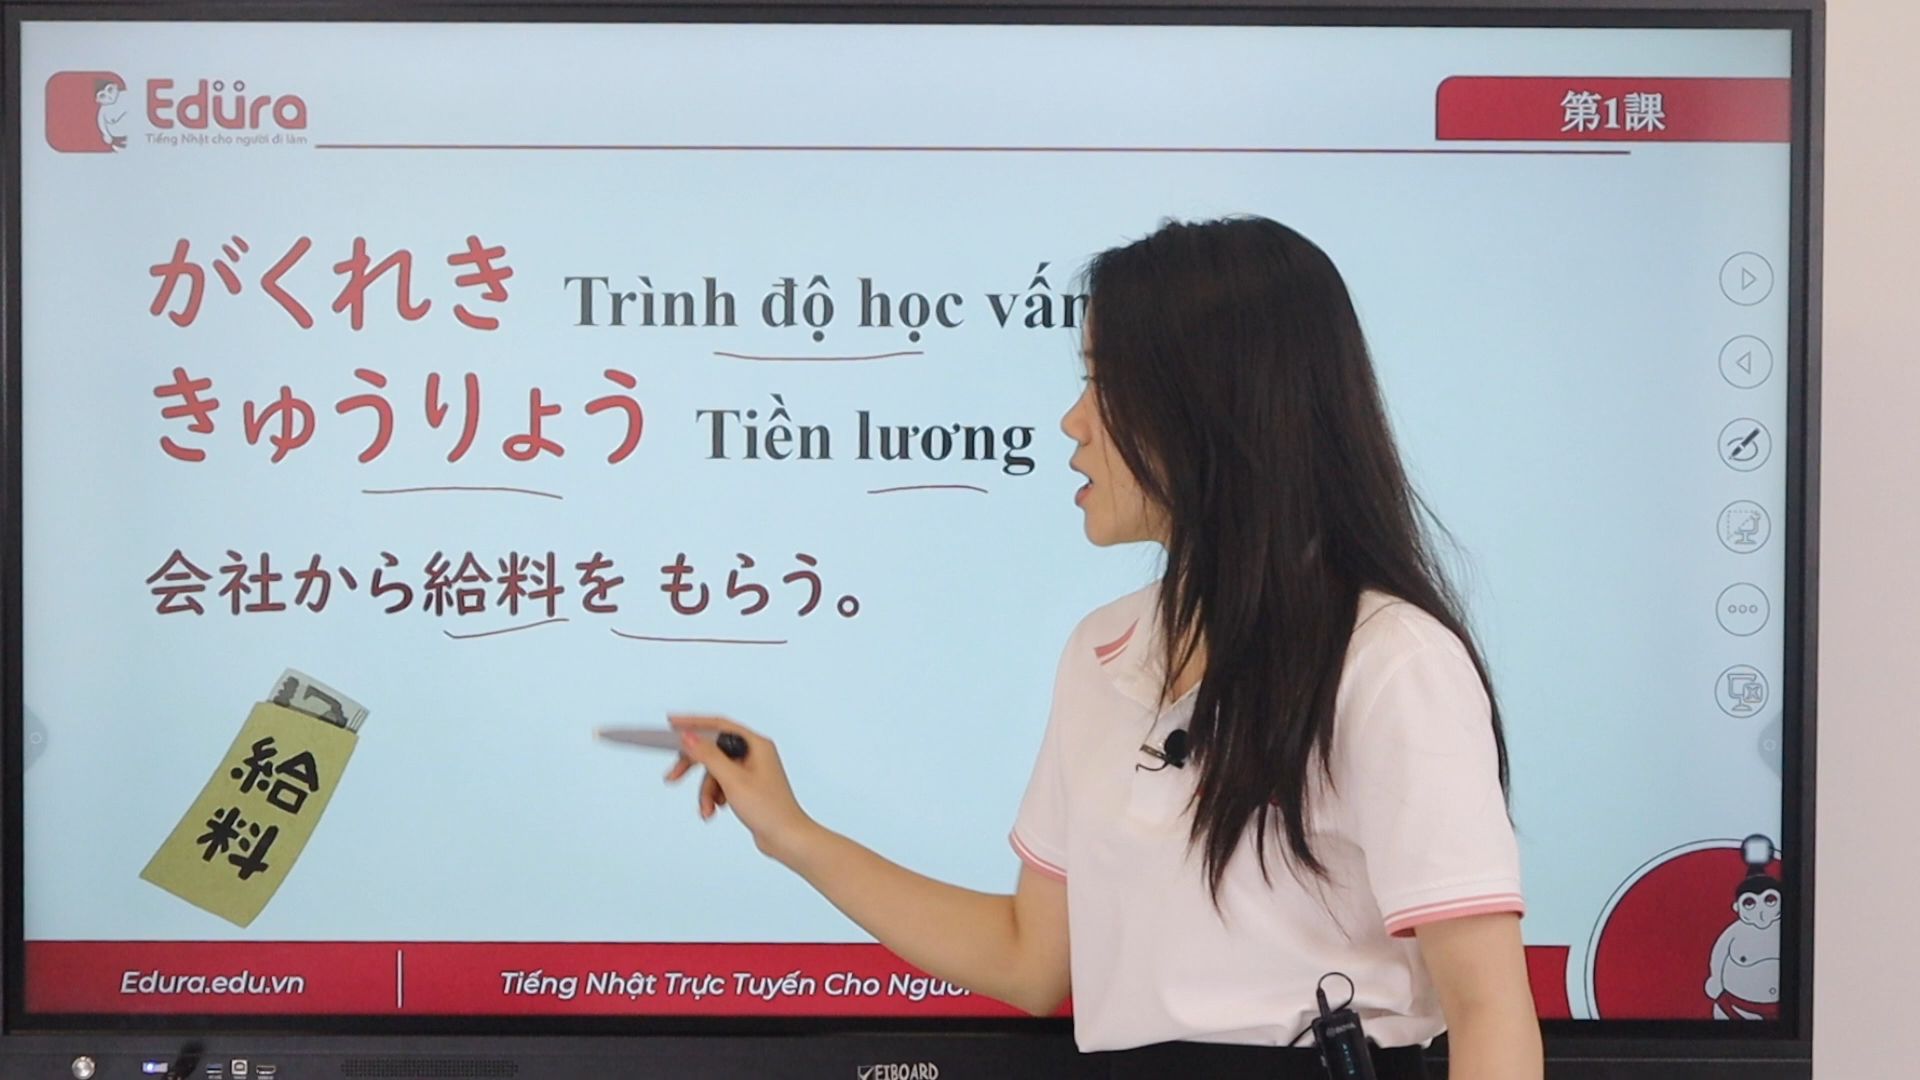 Edura
Tiếng Nhật cho người đi làm
第1課
がくれき Trình độ học vấn
きゅうりょう Tiền lương
会社から給料を もらう。
給料
Edura.edu.vn
Tiếng Nhật Trực Tuyến Cho
EIBOARD